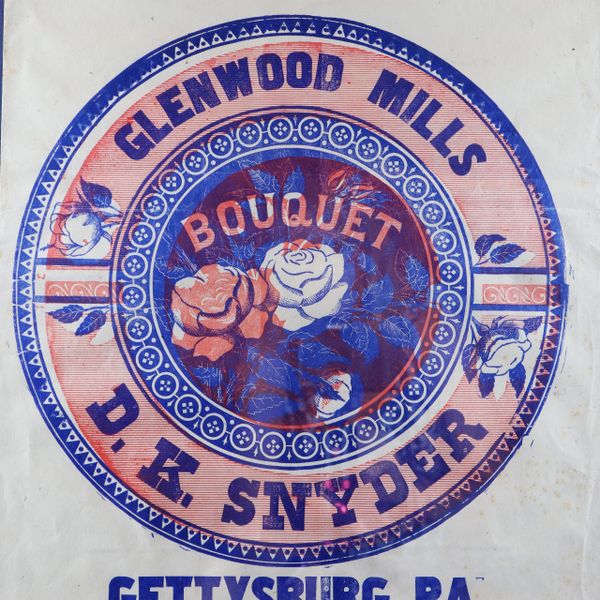 GLENWOOD MILLS
BOUQUET
D. K. SNYDER
GETTYSBURG, PA.